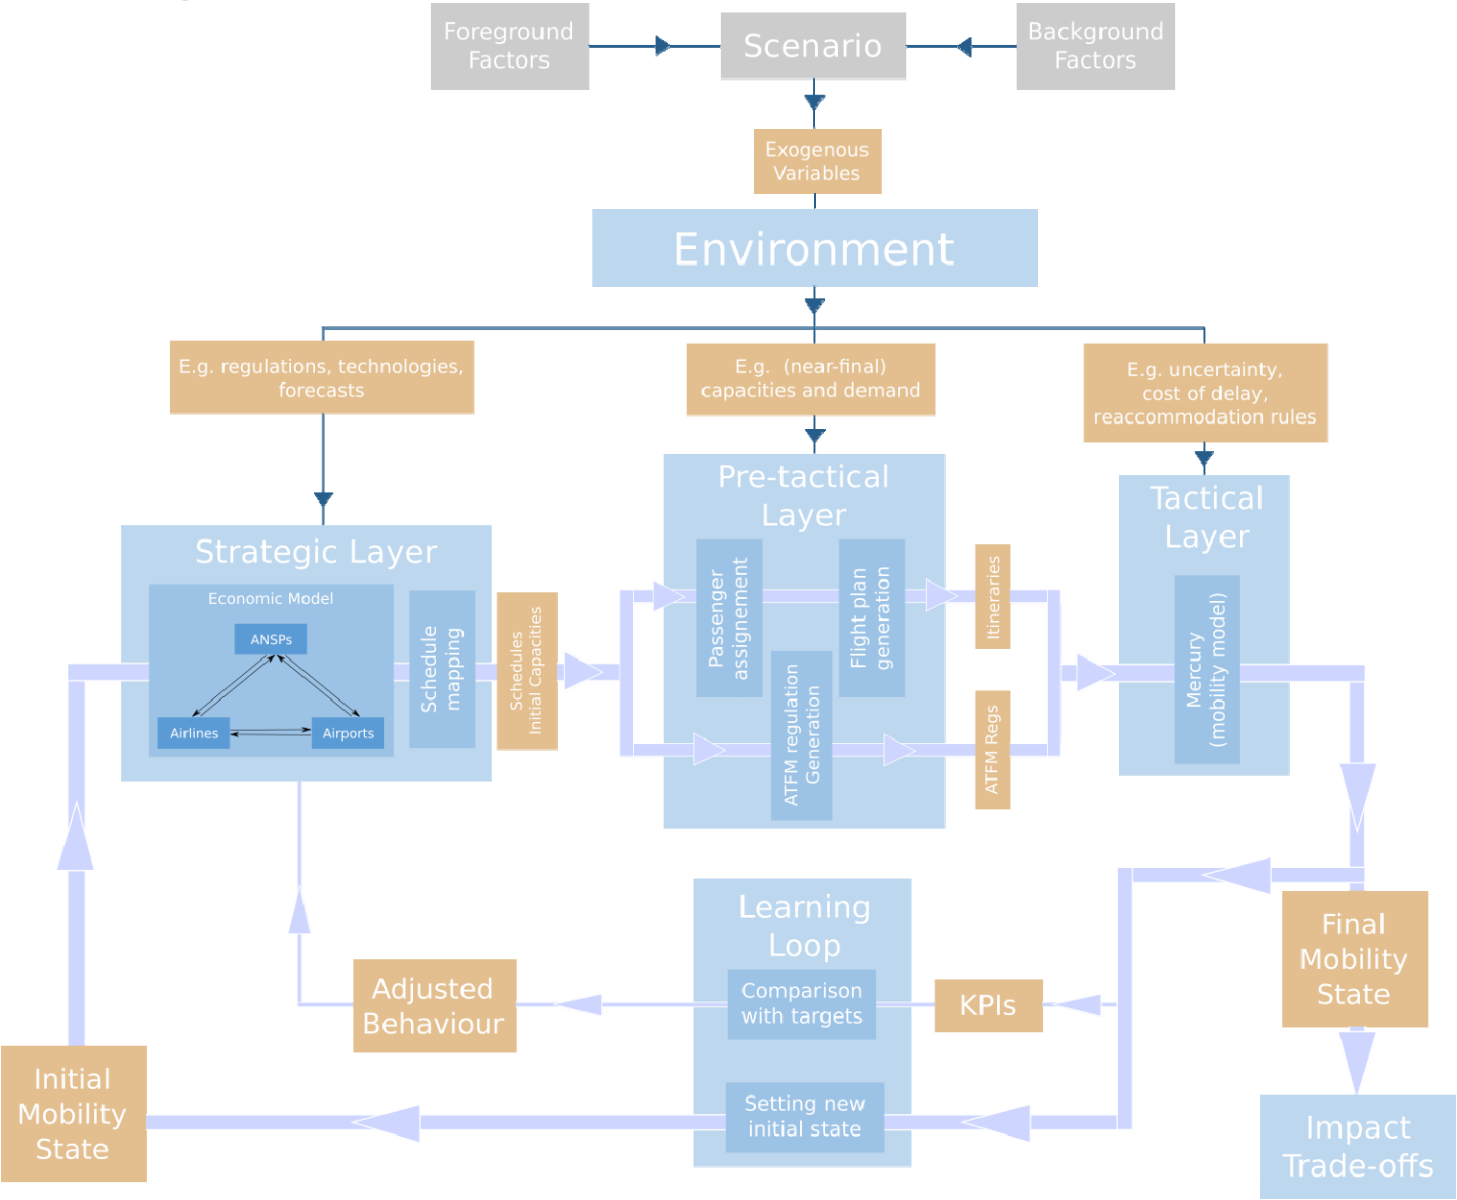 Foreground
Factors
Scenario
Background
Factors
Exogenous
Variables
Environment
E.g. regulations, technologies,
forecasts
E.g. (near-final)
capacities and demand
E.g. uncertainty,
cost of delay,
reaccommodation rules
Strategic Layer
Economic Model
ANSPs
Airlines
Airports
Schedule
mapping
Schedules
Initial Capacities
Pre-tactical
Layer
Passenger
assignement
Flight plan
generation
ATFM regulation
Generation
Itineraries
ATFM Regs
Tactical
Layer
Mercury
(mobility model)
Learning
Loop
Comparison
with targets
KPIs
Adjusted
Behaviour
Final
Mobility
State
Initial
Mobility
State
Setting new
initial state
Impact
Trade-offs